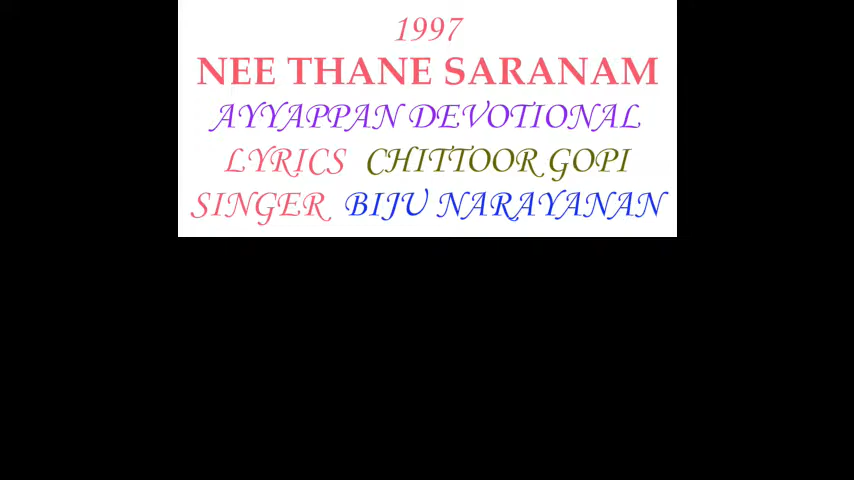 1997
NEE THANE SARANAM
AYYAPPAN DEVOTIONAL
LYRICS CHITTOOR GOPI
SINGER BIJU NARAYANAN